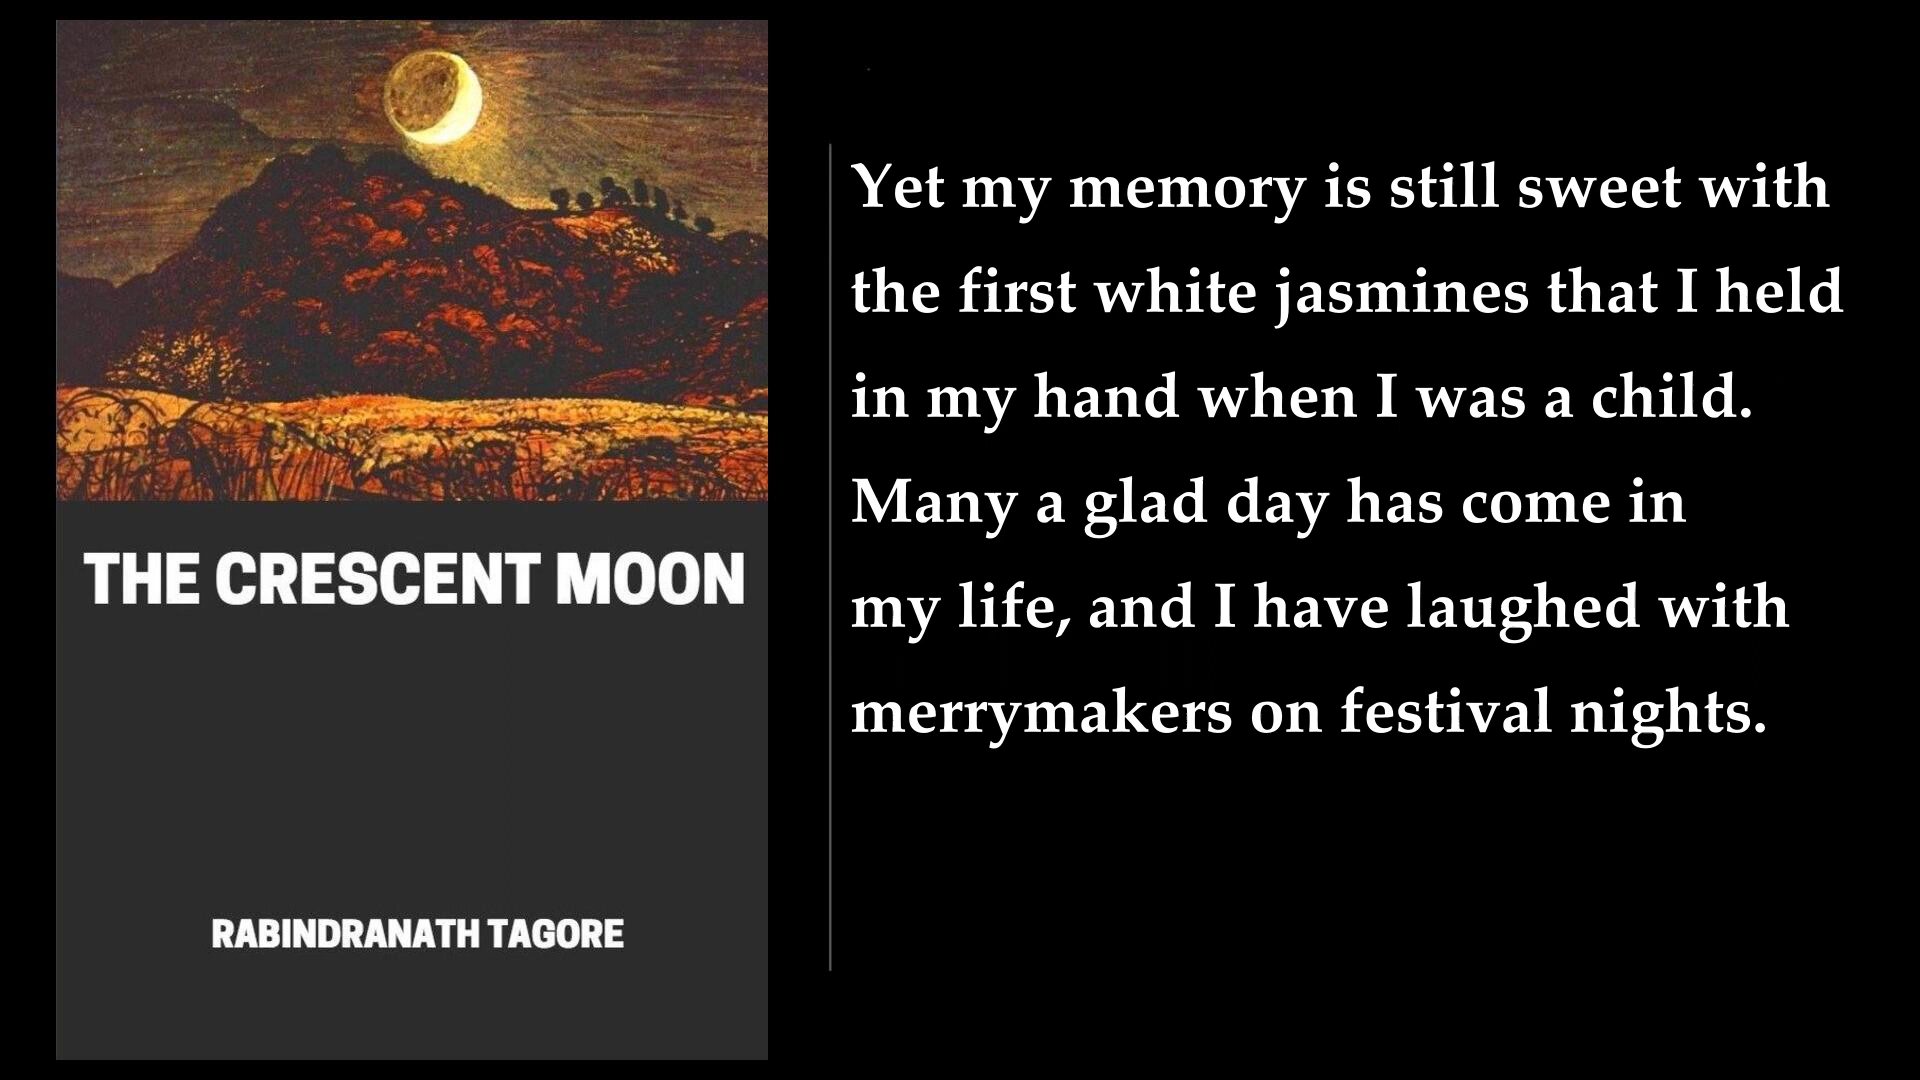 THE CRESCENT MOON
RABINDRANATH TAGORE
Yet my memory is still sweet with
the first white jasmines that I held
in my hand when I was a child.
Many a glad day has come in
my life, and I have laughed with
merrymakers on festival nights.